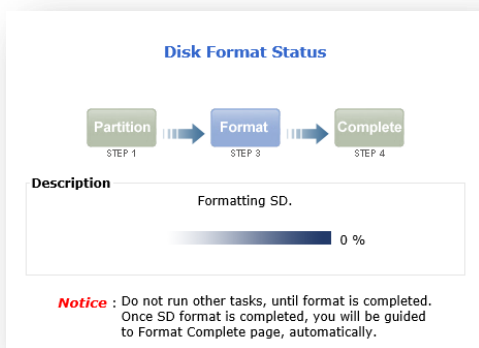 Disk Format Status
Partition Format Complete
STEP 1 STEP 3 STEP 4
Description
Formatting SD.
0 %
Notice : Do not run other tasks, until format is completed.
Once SD format is completed, you will be guided
to Format Complete page, automatically.